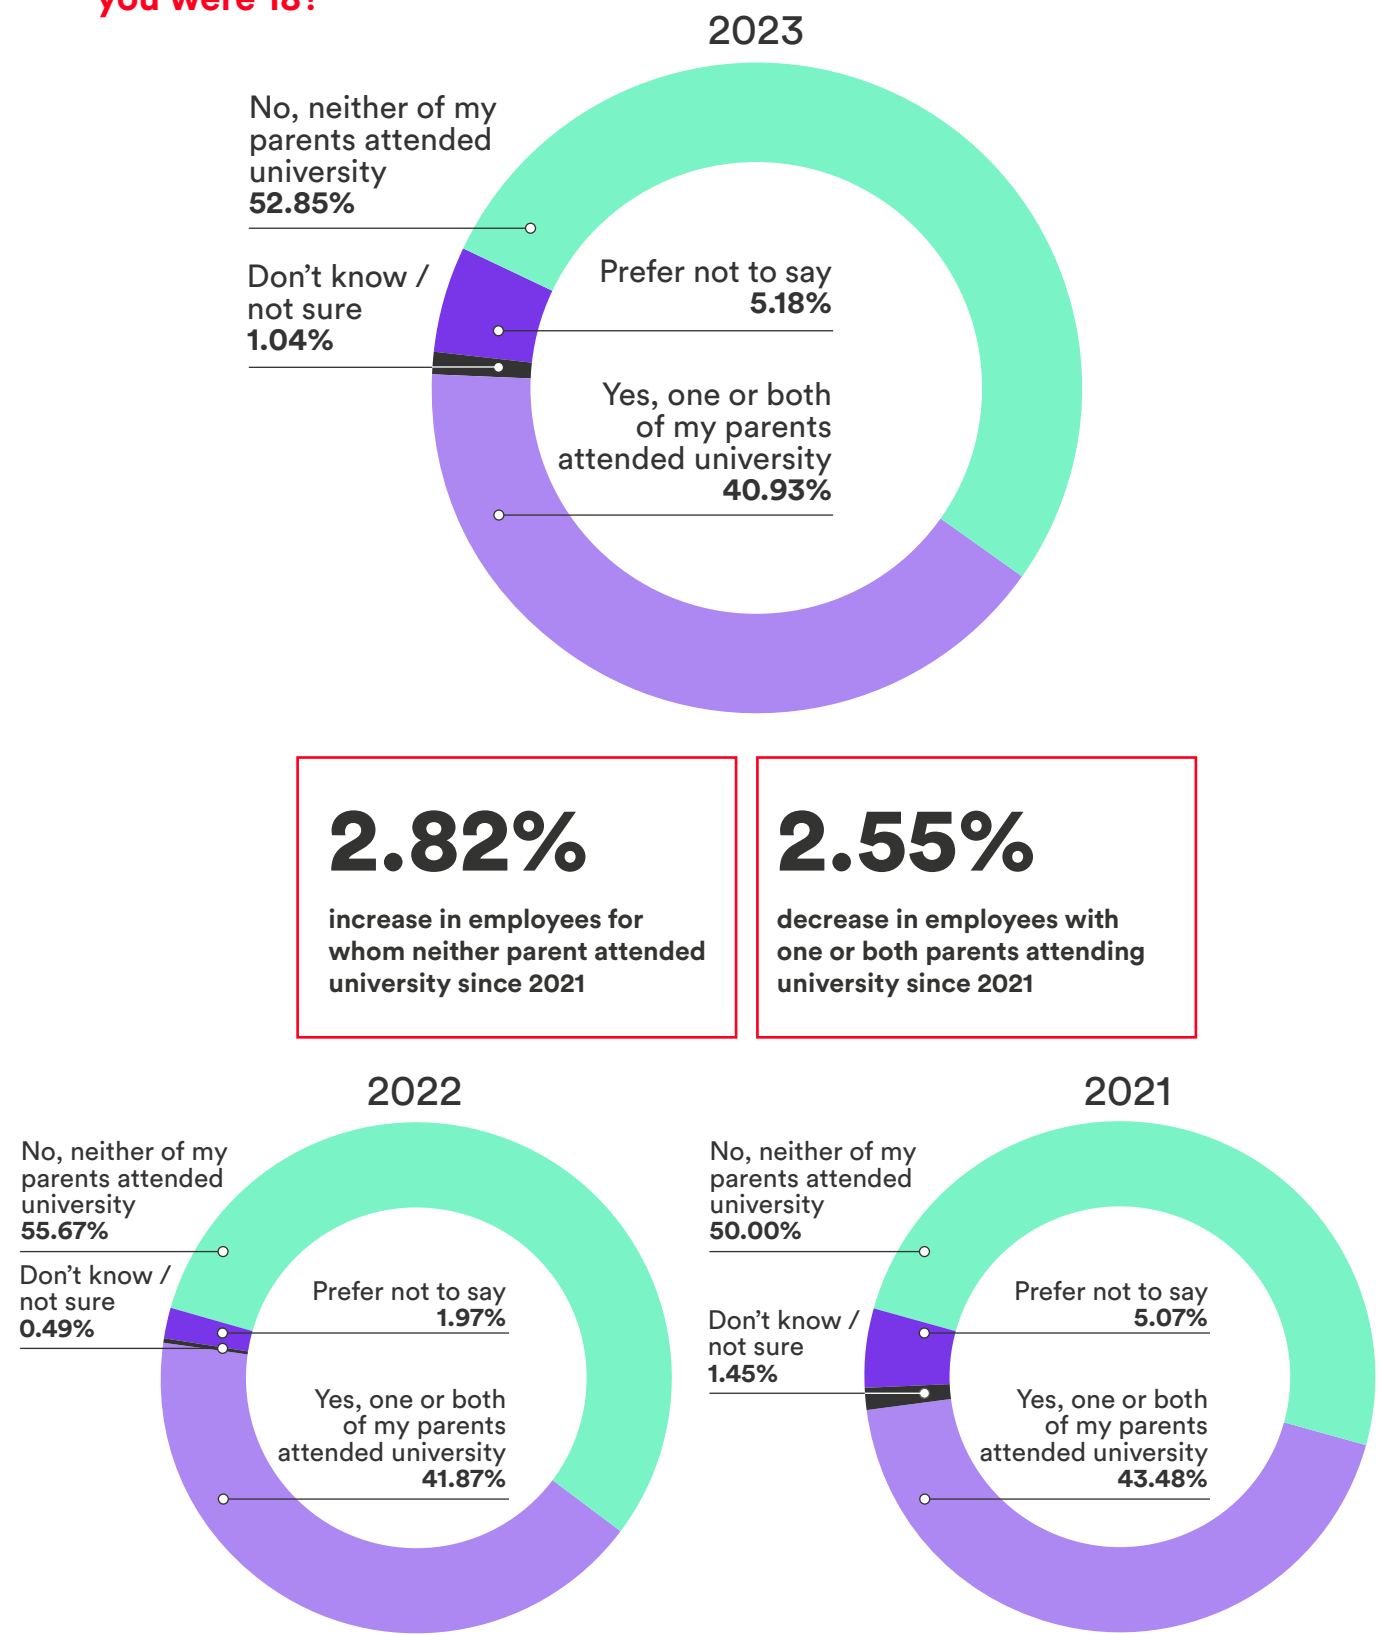 you were 18?
2023
No, neither of my
parents attended
university
52.85%
Don't know /
not sure
1.04%
Prefer not to say
5.18%
Yes, one or both
of my parents
attended university
40.93%
2.82%
increase in employees for
whom neither parent attended
university since 2021
2.55%
decrease in employees with
one or both parents attending
university since 2021
2022
No, neither of my
parents attended
university
55.67%
Don't know /
not sure
0.49%
Prefer not to say
1.97%
Yes, one or both
of my parents
attended university
41.87%
2021
No, neither of my
parents attended
university
50.00%
Don't know /
not sure
1.45%
Prefer not to say
5.07%
Yes, one or both
of my parents
attended university
43.48%